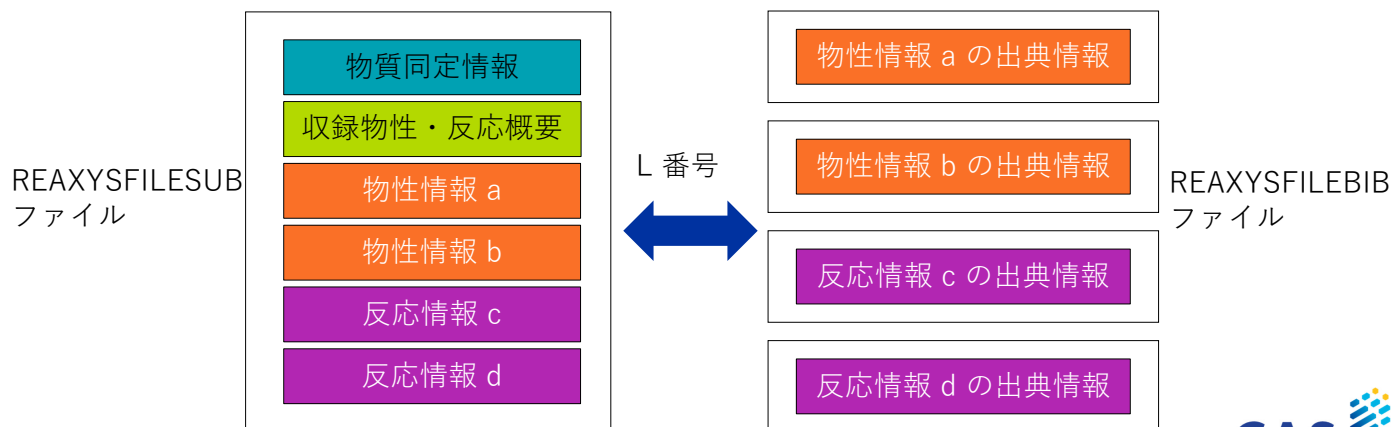 REAXYSFILESUB
ファイル
物質同定情報
収録物性・反応概要
物性情報 a
物性情報 b
反応情報 c
反応情報 d
L 番号
物性情報 a の出典情報
物性情報 b の出典情報
反応情報 c の出典情報
反応情報 d の出典情報
REAXYSFILEBIB
ファイル
CAS